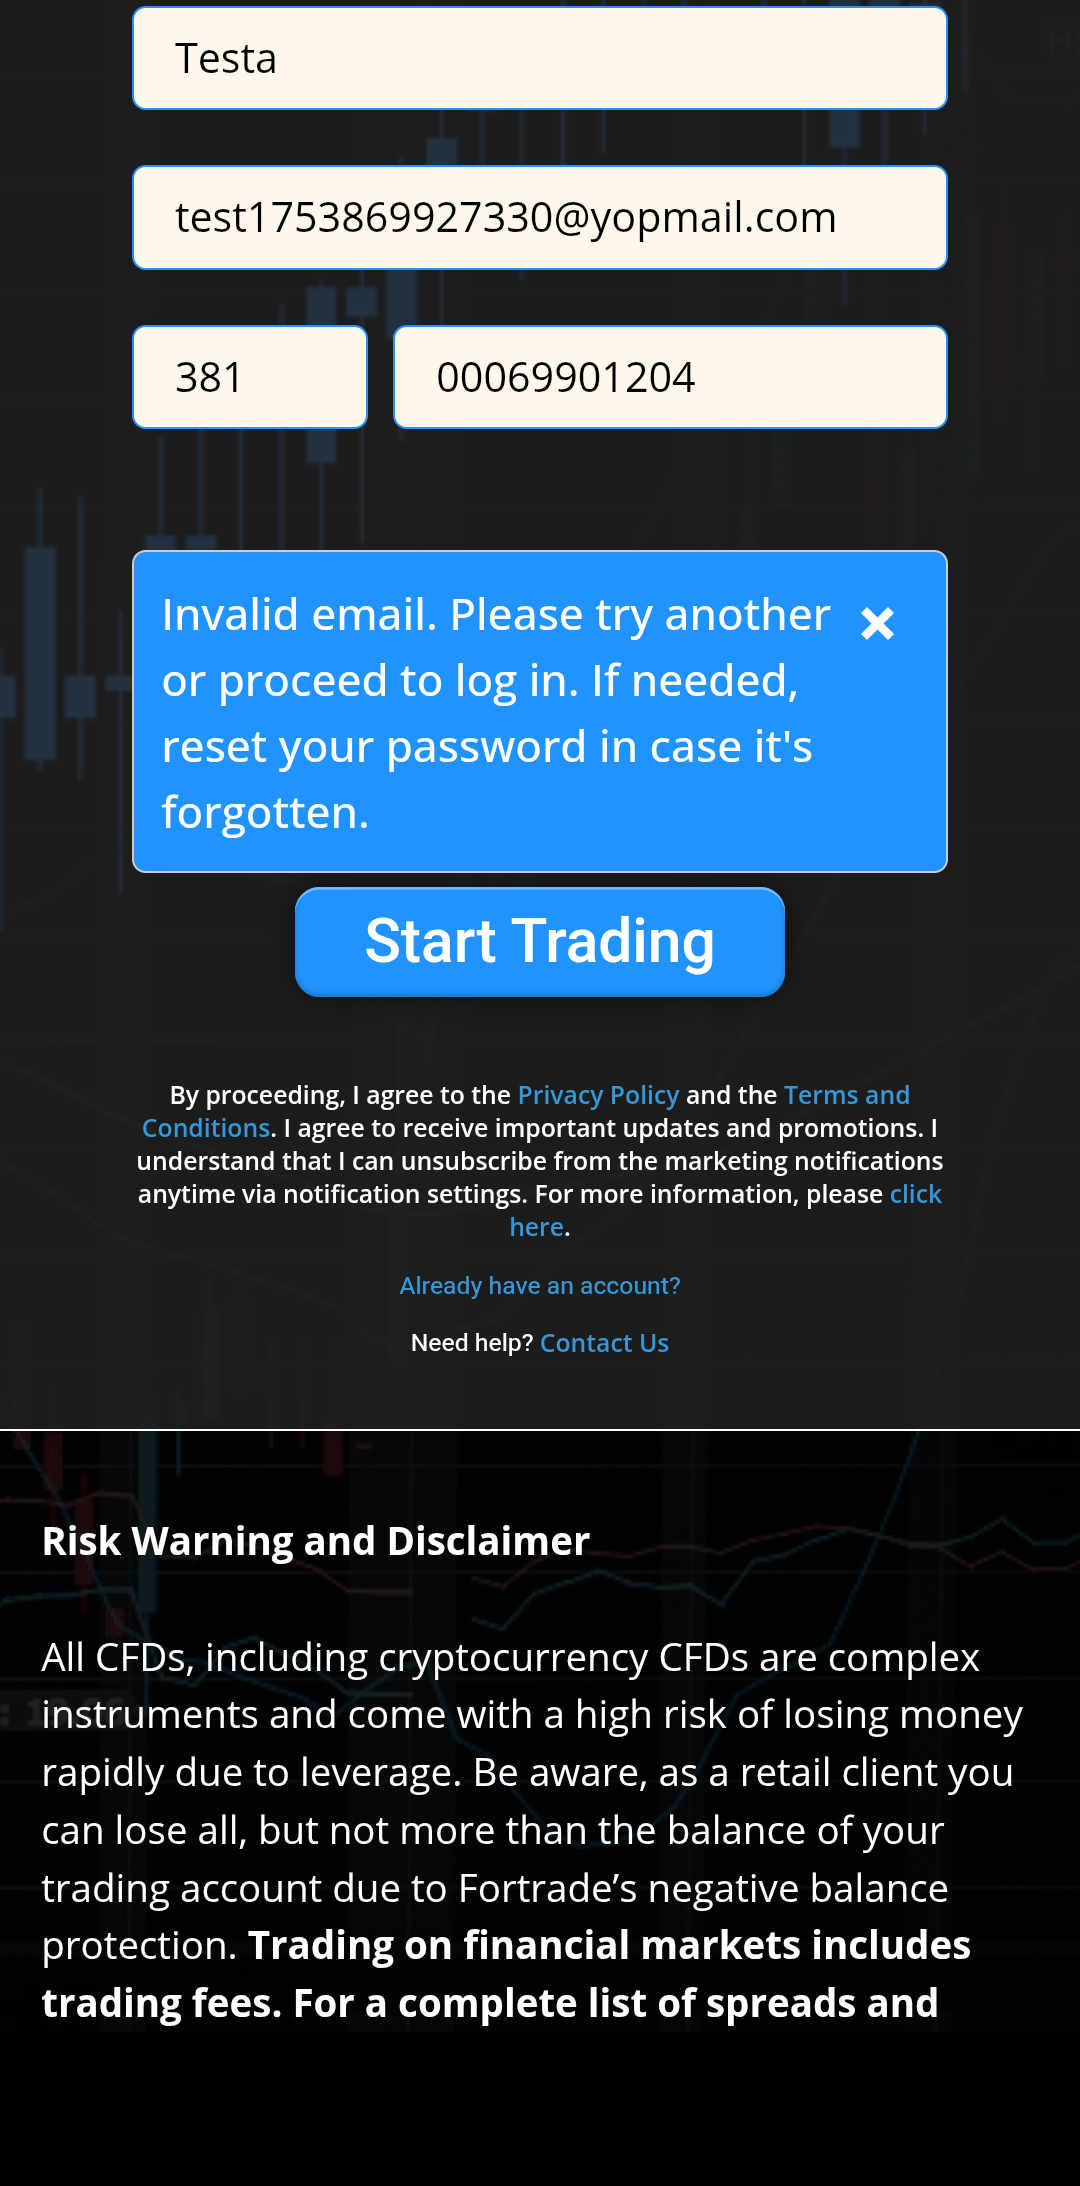 Testa
test1753869927330@yopmail.com
381 00069901204
Invalid email. Please try another ×
or proceed to log in. If needed,
reset your password in case it's
forgotten.
Start Trading
By proceeding, I agree to the Privacy Policy and the Terms and
Conditions. I agree to receive important updates and promotions. I
understand that I can unsubscribe from the marketing notifications
anytime via notification settings. For more information, please click
here.
Already have an account?
Need help? Contact Us
Risk Warning and Disclaimer
All CFDs, including cryptocurrency CFDs are complex
instruments and come with a high risk of losing money
rapidly due to leverage. Be aware, as a retail client you
can lose all, but not more than the balance of your
trading account due to Fortrade’s negative balance
protection. Trading on financial markets includes
trading fees. For a complete list of spreads and